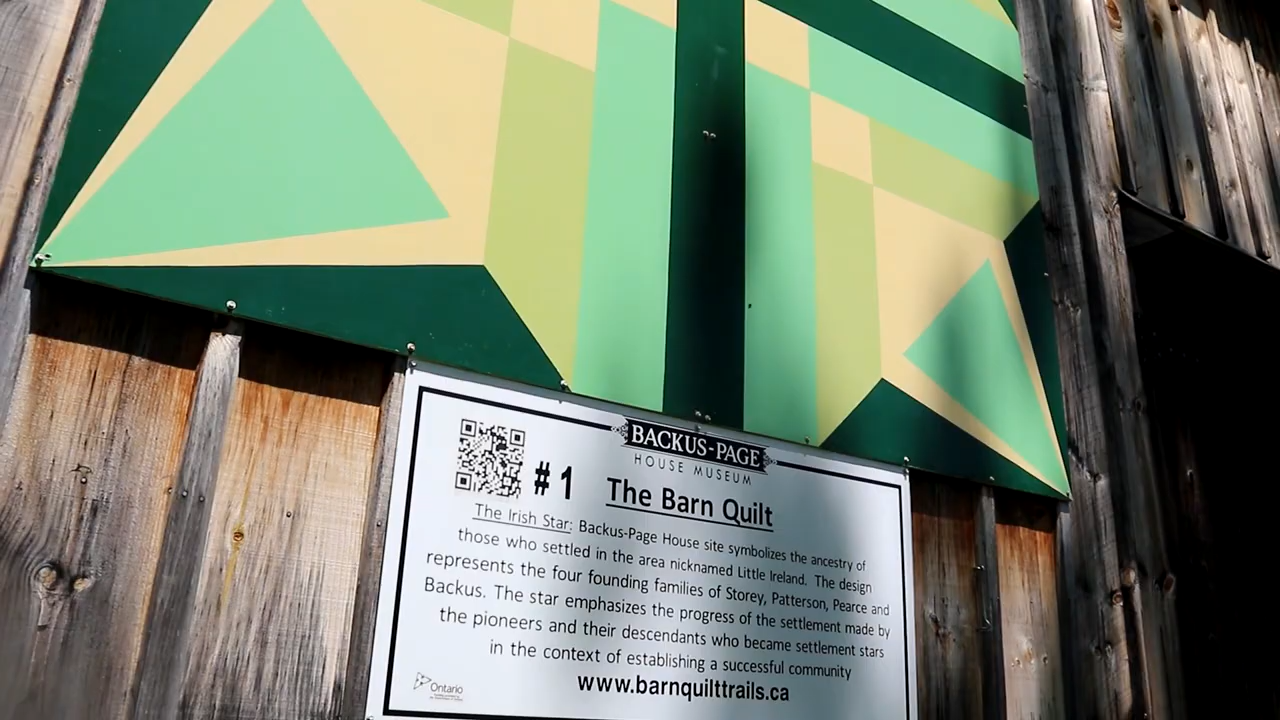 BACKUS-PAGE
HOUSE MUSEUM
#1 The Barn Quilt
The Irish Star: Backus-Page House site symbolizes the ancestry of
those who settled in the area nicknamed Little Ireland. The design
represents the four founding families of Storey, Patterson, Pearce and
Backus. The star emphasizes the progress of the settlement made by
the pioneers and their descendants who became settlement stars
in the context of establishing a successful community
www.barnquilttrails.ca
Ontario